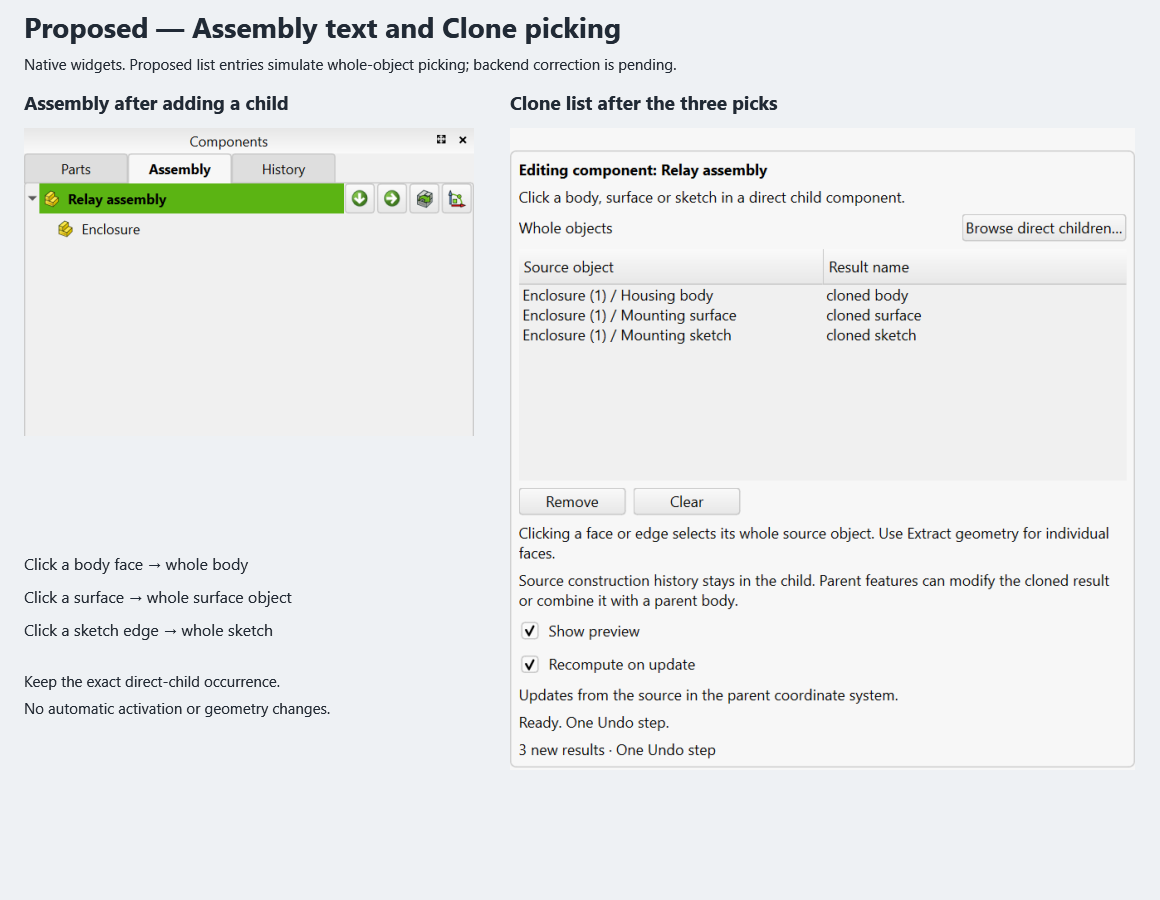 Proposed — Assembly text and Clone picking
Native widgets. Proposed list entries simulate whole-object picking; backend correction is pending.
Assembly after adding a child
Components
Parts
Assembly
History
Relay assembly
Enclosure
Click a body face → whole body
Click a surface → whole surface object
Click a sketch edge → whole sketch
Keep the exact direct-child occurrence.
No automatic activation or geometry changes.
Clone list after the three picks
Editing component: Relay assembly
Click a body, surface or sketch in a direct child component.
Whole objects
Browse direct children...
Source object
Result name
Enclosure (1) / Housing body
cloned body
Enclosure (1) / Mounting surface
cloned surface
Enclosure (1) / Mounting sketch
cloned sketch
Remove
Clear
Clicking a face or edge selects its whole source object. Use Extract geometry for individual
faces.
Source construction history stays in the child. Parent features can modify the cloned result
or combine it with a parent body.
Show preview
Recompute on update
Updates from the source in the parent coordinate system.
Ready. One Undo step.
3 new results · One Undo step